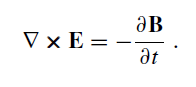 ∇ × E = −∂B/∂t .